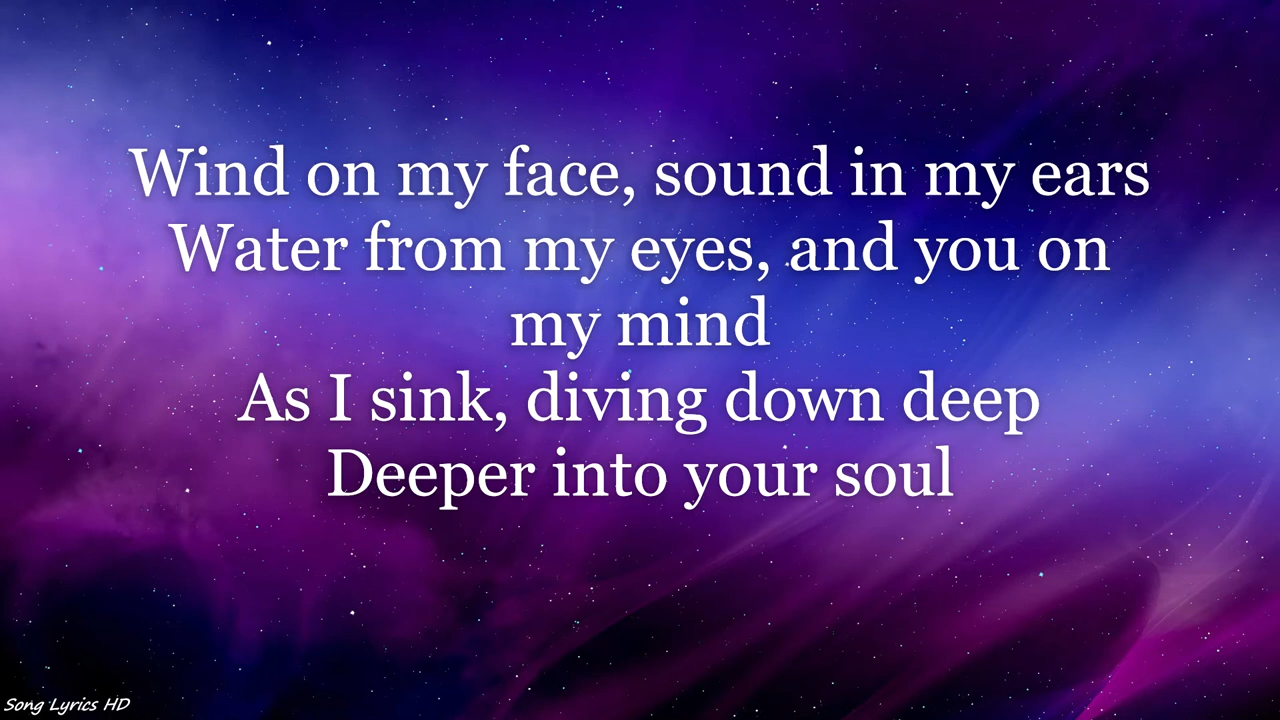 Wind on my face, sound in my ears
Water from my eyes, and you on
my mind
As I sink, diving down deep
Deeper into your soul
Song Lyrics HD